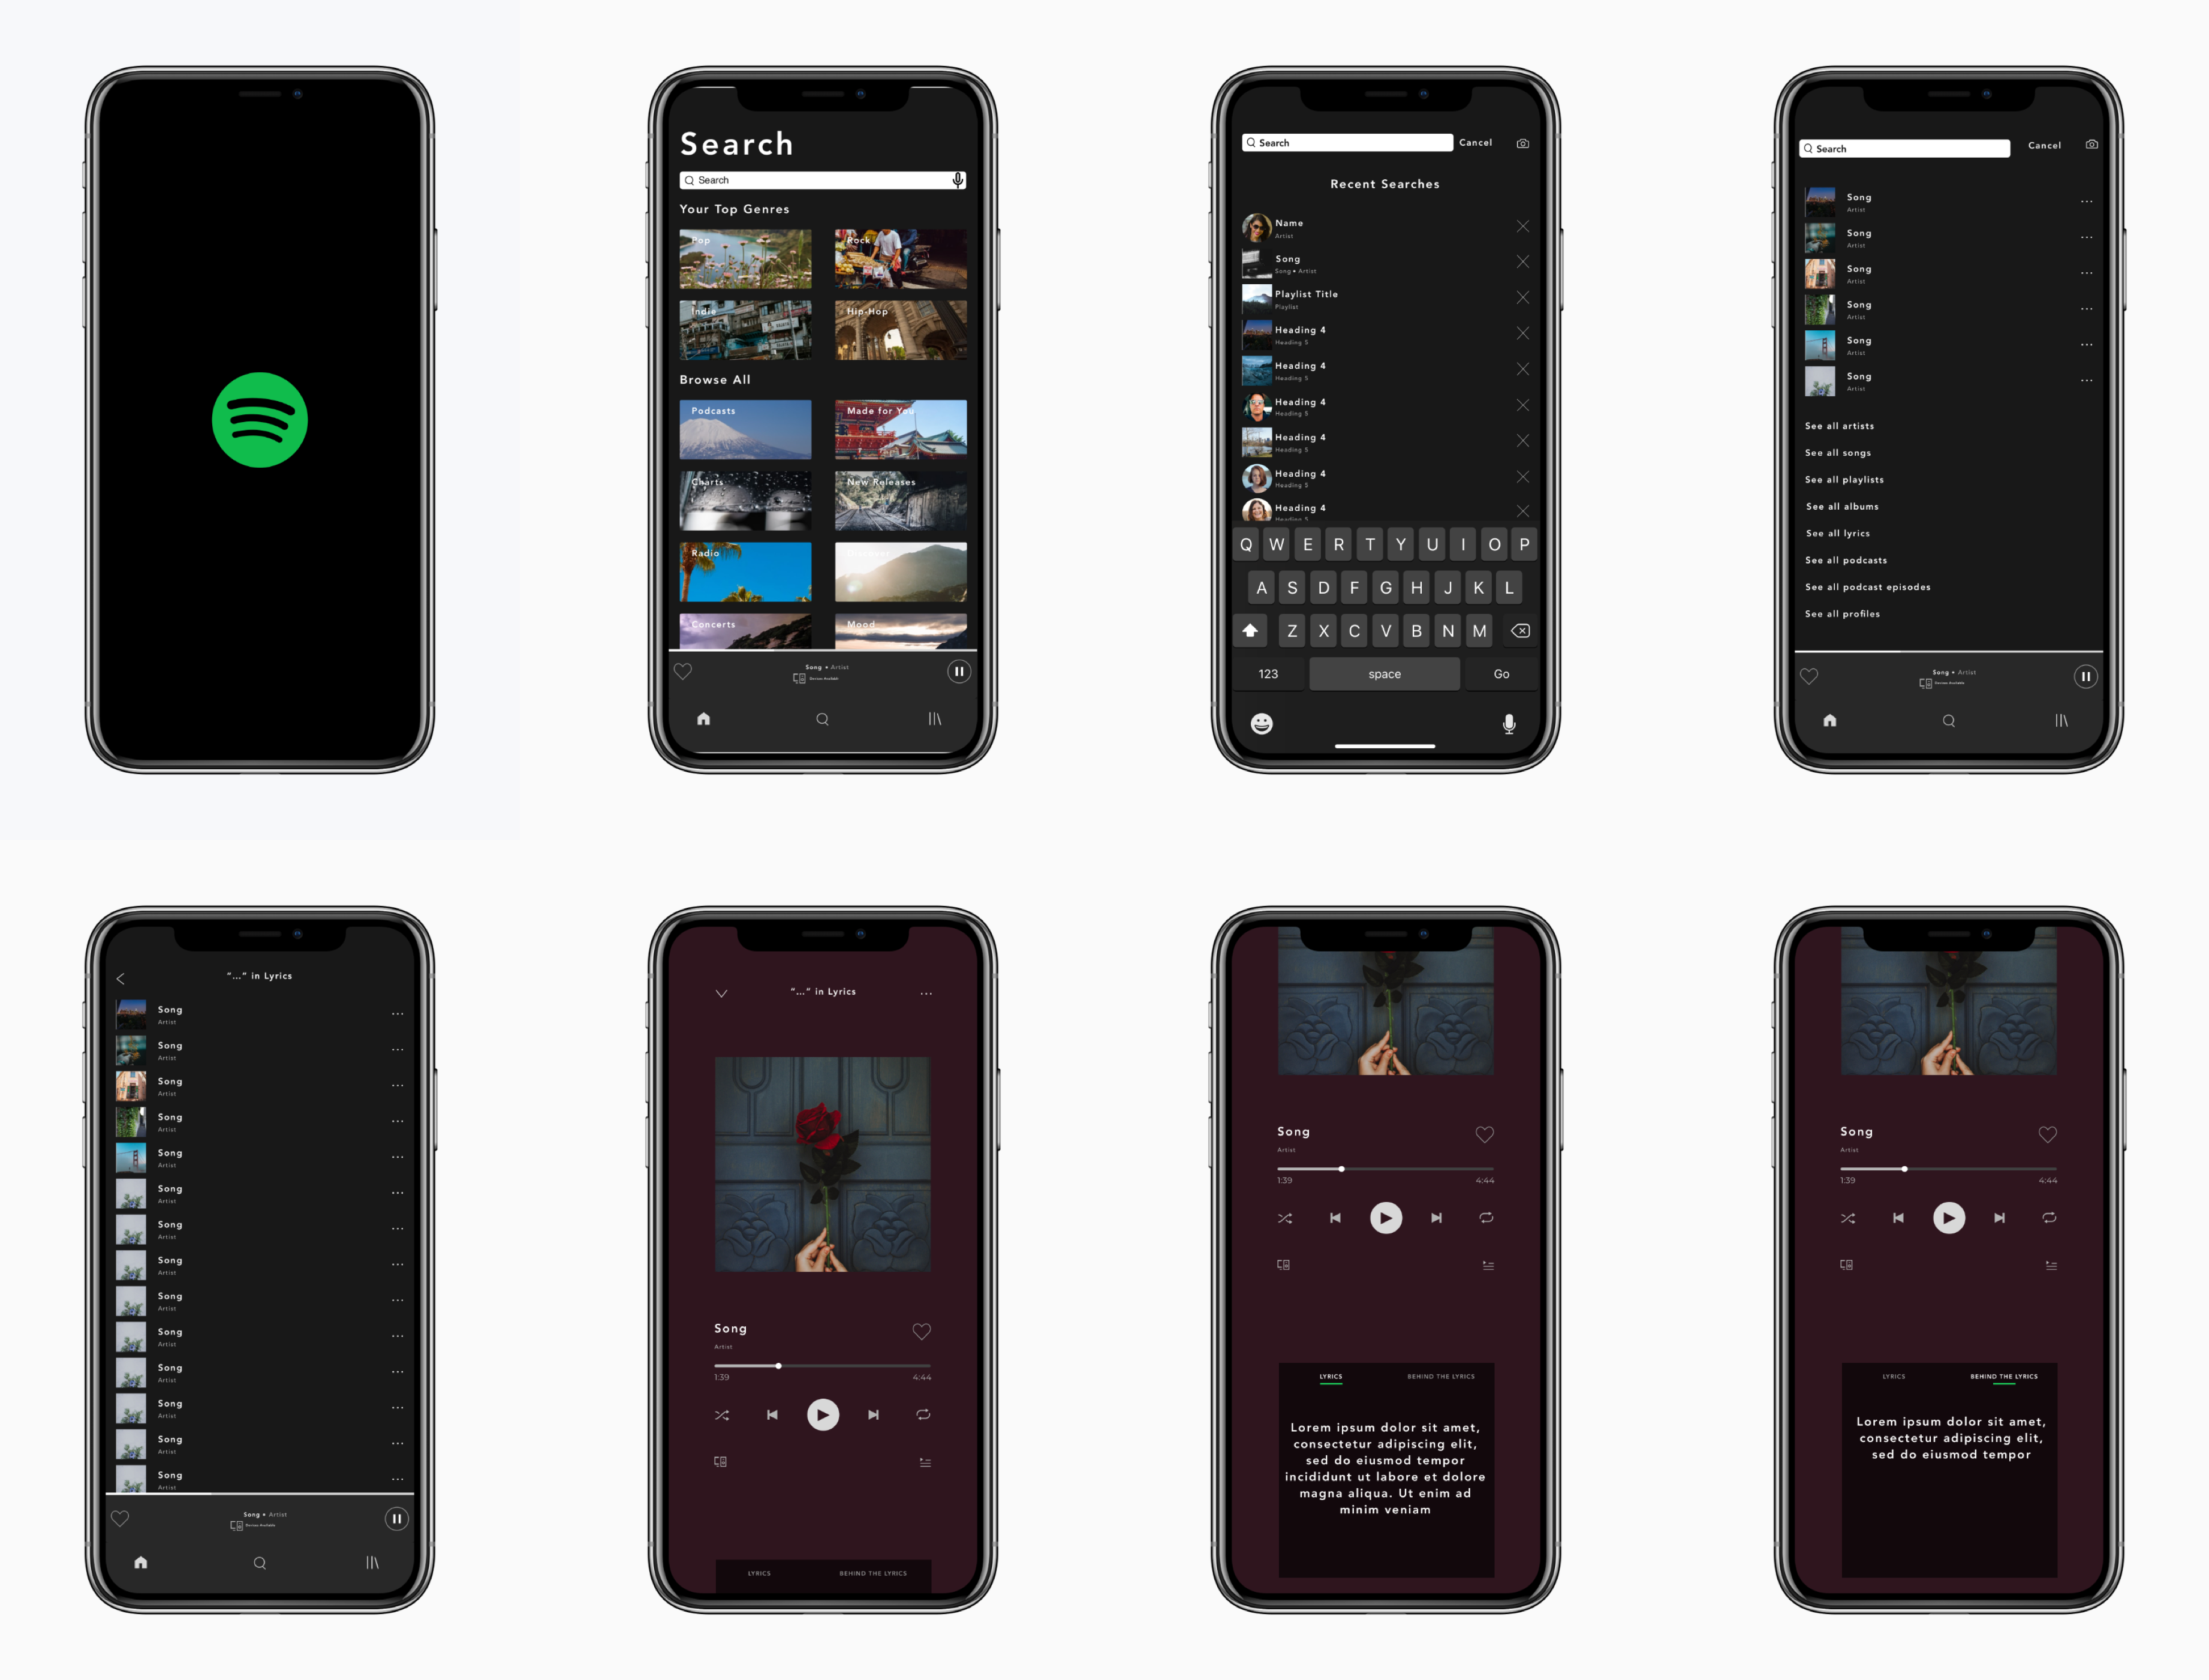 Search
Search
Your Top Genres
Pop
Rock
Indie
Hip-Hop
Browse All
Podcasts
Made for You
Charts
New Releases
Radio
Discover
Concerts
Mood
Song • Artist
Devices Available
Search
Cancel
Recent Searches
Name
Artist
Song
Song • Artist
Playlist Title
Playlist
Heading 4
Heading 5
Heading 4
Heading 5
Heading 4
Heading 5
Heading 4
Heading 5
Heading 4
Heading 5
Heading 4
Heading 5
Q W E R T Y U I O P
A S D F G H J K L
Z X C V B N M
123 space Go
Search
Cancel
Song
Artist
Song
Artist
Song
Artist
Song
Artist
Song
Artist
Song
Artist
See all artists
See all songs
See all playlists
See all albums
See all lyrics
See all podcasts
See all podcast episodes
See all profiles
Song • Artist
Devices Available
"..." in Lyrics
Song
Artist
Song
Artist
Song
Artist
Song
Artist
Song
Artist
Song
Artist
Song
Artist
Song
Artist
Song
Artist
Song
Artist
Song
Artist
Song
Artist
Song
Artist
Song
Artist
Song • Artist
Devices Available
"..." in Lyrics
Song
Artist
1:39
4:44
LYRICS
BEHIND THE LYRICS
Song
Artist
1:39
4:44
LYRICS
BEHIND THE LYRICS
Lorem ipsum dolor sit amet,
consectetur adipiscing elit,
sed do eiusmod tempor
incididunt ut labore et dolore
magna aliqua. Ut enim ad
minim veniam
Song
Artist
1:39
4:44
LYRICS
BEHIND THE LYRICS
Lorem ipsum dolor sit amet,
consectetur adipiscing elit,
sed do eiusmod tempor